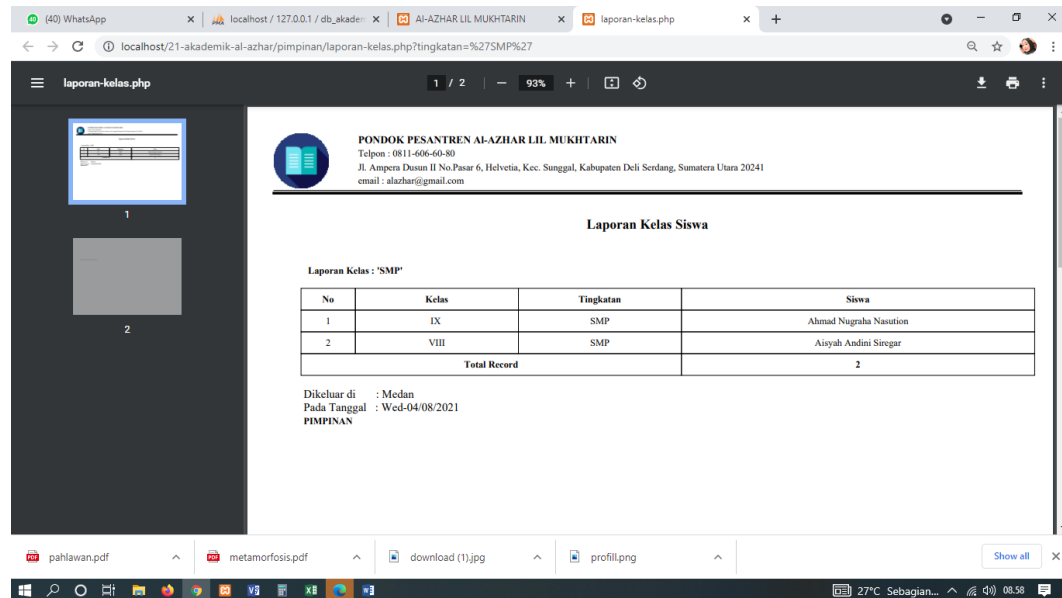 (40) WhatsApp
localhost / 127.0.0.1 / db_akaden
Al-AZHAR LIL MUKHTARIN
laporan-kelas.php
localhost/21-akademik-al-azhar/pimpinan/laporan-kelas.php?tingkatan=%27SMP%27
laporan-kelas.php
1 / 2
93%
1
2
PONDOK PESANTREN Al-AZHAR LIL MUKHTARIN
Telpon : 0811-606-60-80
Jl. Ampera Dusun II No.Pasar 6, Helvetia, Kec. Sunggal, Kabupaten Deli Serdang, Sumatera Utara 20241
email : alazhar@gmail.com
Laporan Kelas Siswa
Laporan Kelas : 'SMP'
No Kelas Tingkatan Siswa
1 IX SMP Ahmad Nugraha Nasution
2 VIII SMP Aisyah Andini Siregar
Total Record 2
Dikeluar di : Medan
Pada Tanggal : Wed-04/08/2021
PIMPINAN
pahlawan.pdf
metamorfosis.pdf
download (1).jpg
profill.png
Show all
27°C Sebagian... 08.58